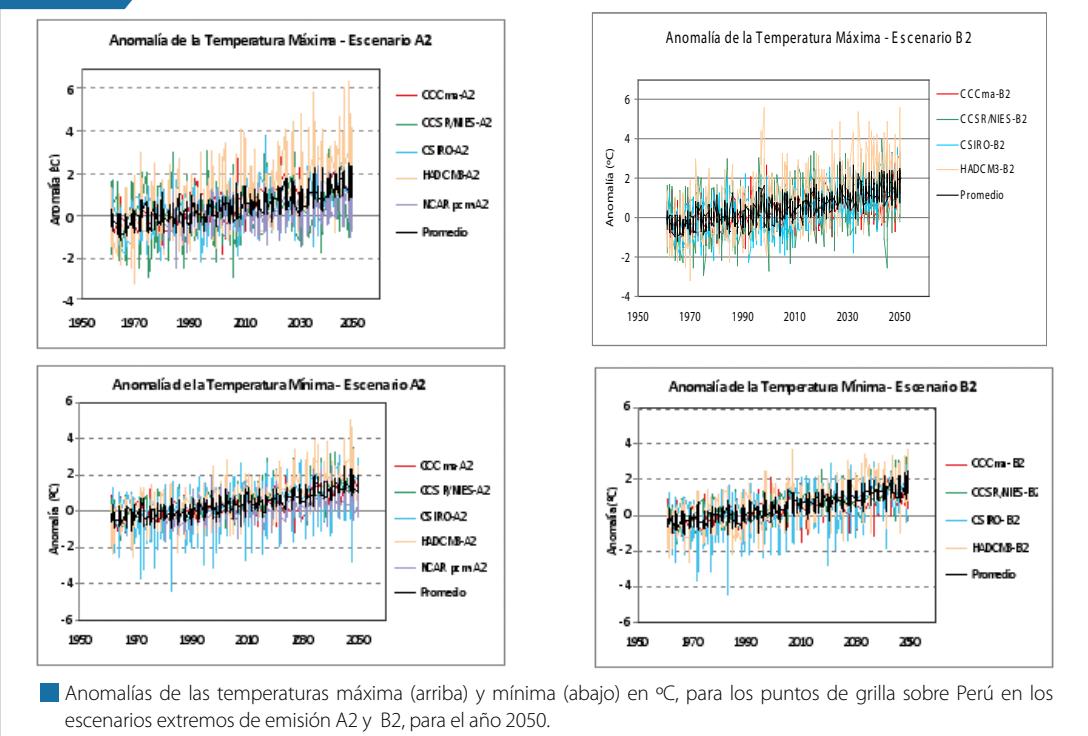 Anomalía de la Temperatura Máxima - Escenario A2
Anomalía (ºC)
6
4
2
0
-2
-4
1950 1970 1990 2010 2030 2050
CCCma-A2
CCSR/NIES-A2
CSIRO-A2
HADCM3-A2
NCAR pcm A2
Promedio
Anomalía de la Temperatura Máxima - Escenario B2
Anomalía (ºC)
6
4
2
0
-2
-4
1950 1970 1990 2010 2030 2050
CCCma-B2
CCSR/NIES-B2
CSIRO-B2
HADCM3-B2
Promedio
Anomalía de la Temperatura Mínima - Escenario A2
Anomalía (ºC)
6
4
2
0
-2
-4
-6
1950 1970 1990 2010 2030 2050
CCCma-A2
CCSR/NIES-A2
CSIRO-A2
HADCM3-A2
NCAR pcm A2
Promedio
Anomalía de la Temperatura Mínima - Escenario B2
Anomalía (ºC)
6
4
2
0
-2
-4
-6
1950 1970 1990 2010 2030 2050
CCCma-B2
CCSR/NIES-B2
CSIRO-B2
HADCM3-B2
Promedio
Anomalías de las temperaturas máxima (arriba) y mínima (abajo) en ºC, para los puntos de grilla sobre Perú en los
escenarios extremos de emisión A2 y B2, para el año 2050.